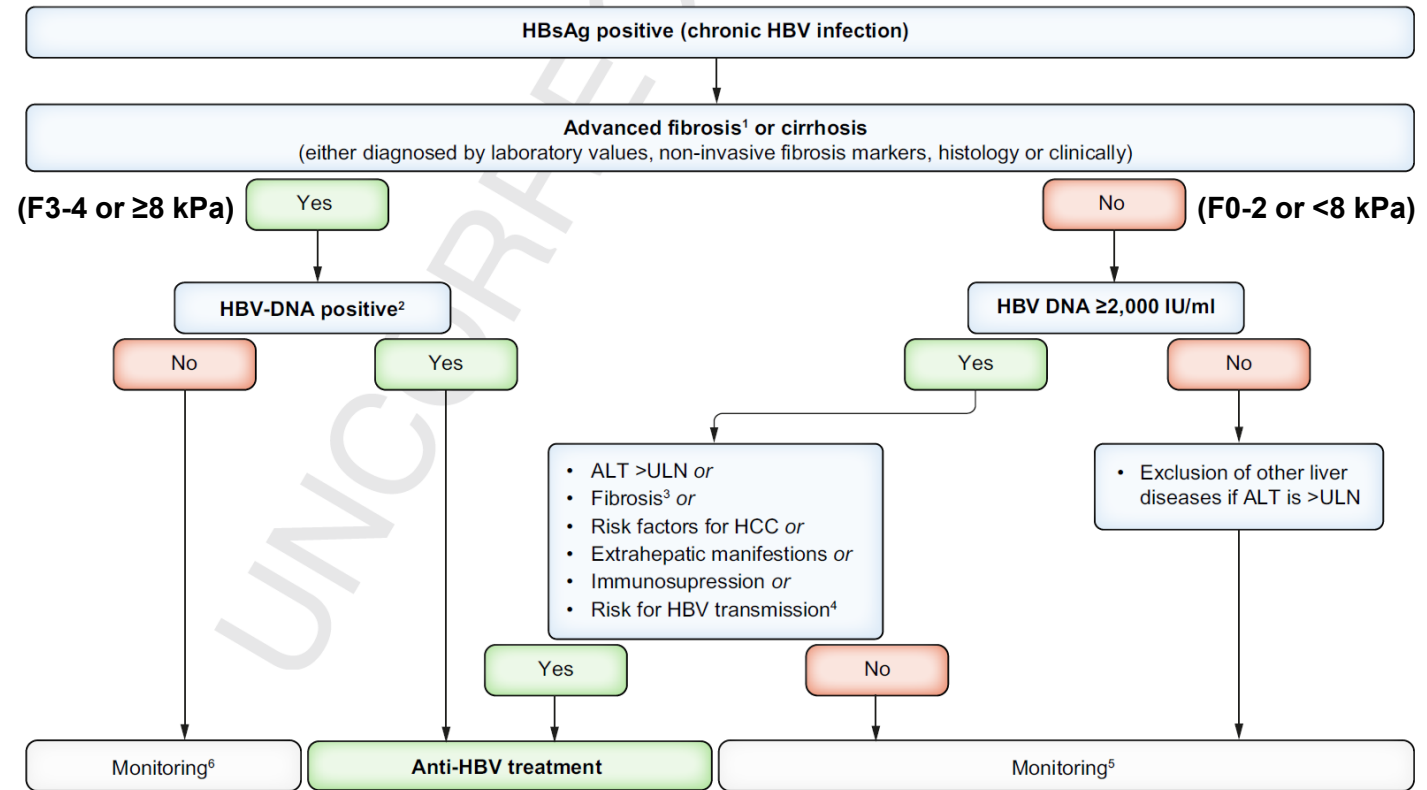 HBsAg positive (chronic HBV infection)
Advanced fibrosis¹ or cirrhosis
(either diagnosed by laboratory values, non-invasive fibrosis markers, histology or clinically)
(F3-4 or ≥8 kPa)
Yes
No
(F0-2 or <8 kPa)
HBV-DNA positive²
HBV DNA ≥2,000 IU/ml
No
Yes
Yes
No
• ALT >ULN or
• Fibrosis³ or
• Risk factors for HCC or
• Extrahepatic manifestations or
• Immunosupression or
• Risk for HBV transmission⁴
• Exclusion of other liver
diseases if ALT is >ULN
Yes
No
Monitoring⁶
Anti-HBV treatment
Monitoring⁵